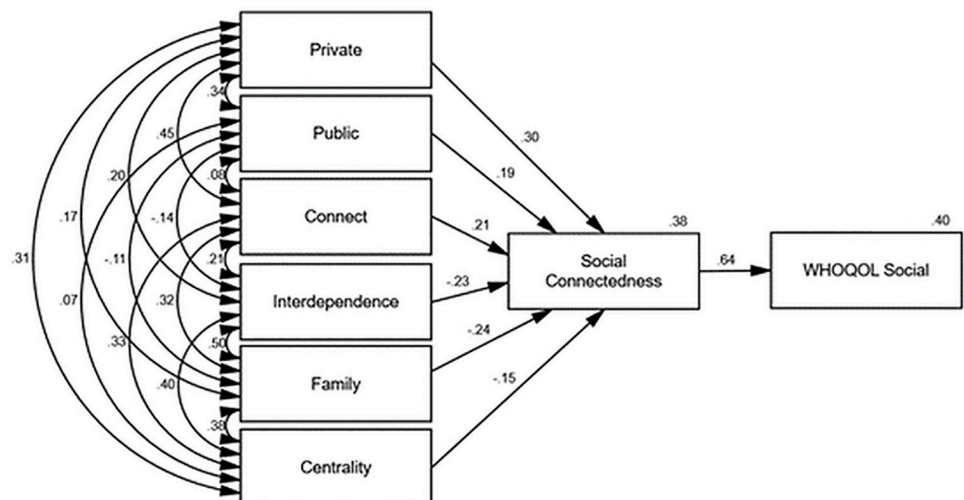 Private
.34
.30
Public
.45
.19
.20
.08
.17
-.14
Connect
.21
.38
.40
.31
-.11
.21
Social
Connectedness
.64
WHOQOL Social
.07
.32
Interdependence
-.23
.33
.50
-.24
.40
Family
-.15
.38
Centrality